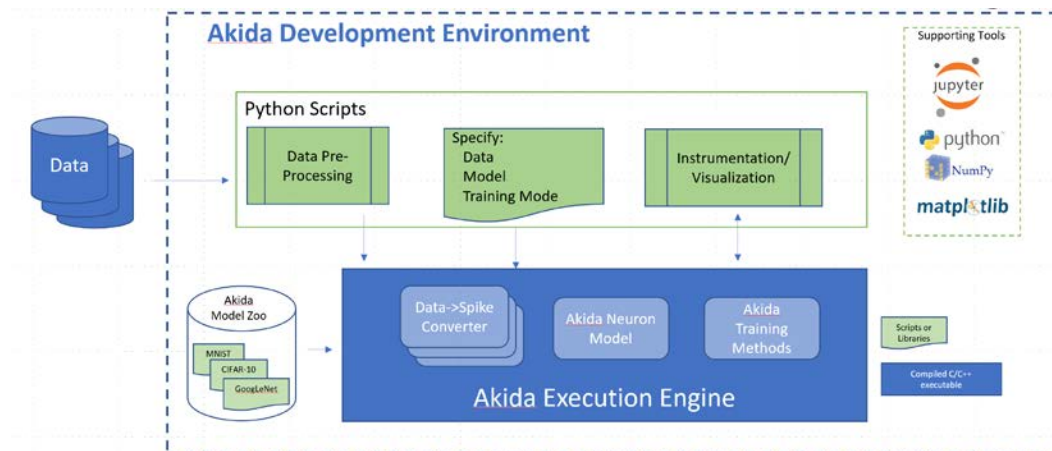 Akida Development Environment
Supporting Tools
jupyter
python
NumPy
matplotlib
Python Scripts
Data
Data Pre-
Processing
Specify:
Data
Model
Training Mode
Instrumentation/
Visualization
Akida
Model Zoo
MNIST
CIFAR-10
GoogLeNet
Data->Spike
Converter
Akida Neuron
Model
Akida
Training
Methods
Akida Execution Engine
Scripts or
Libraries
Compiled C/C++
executable